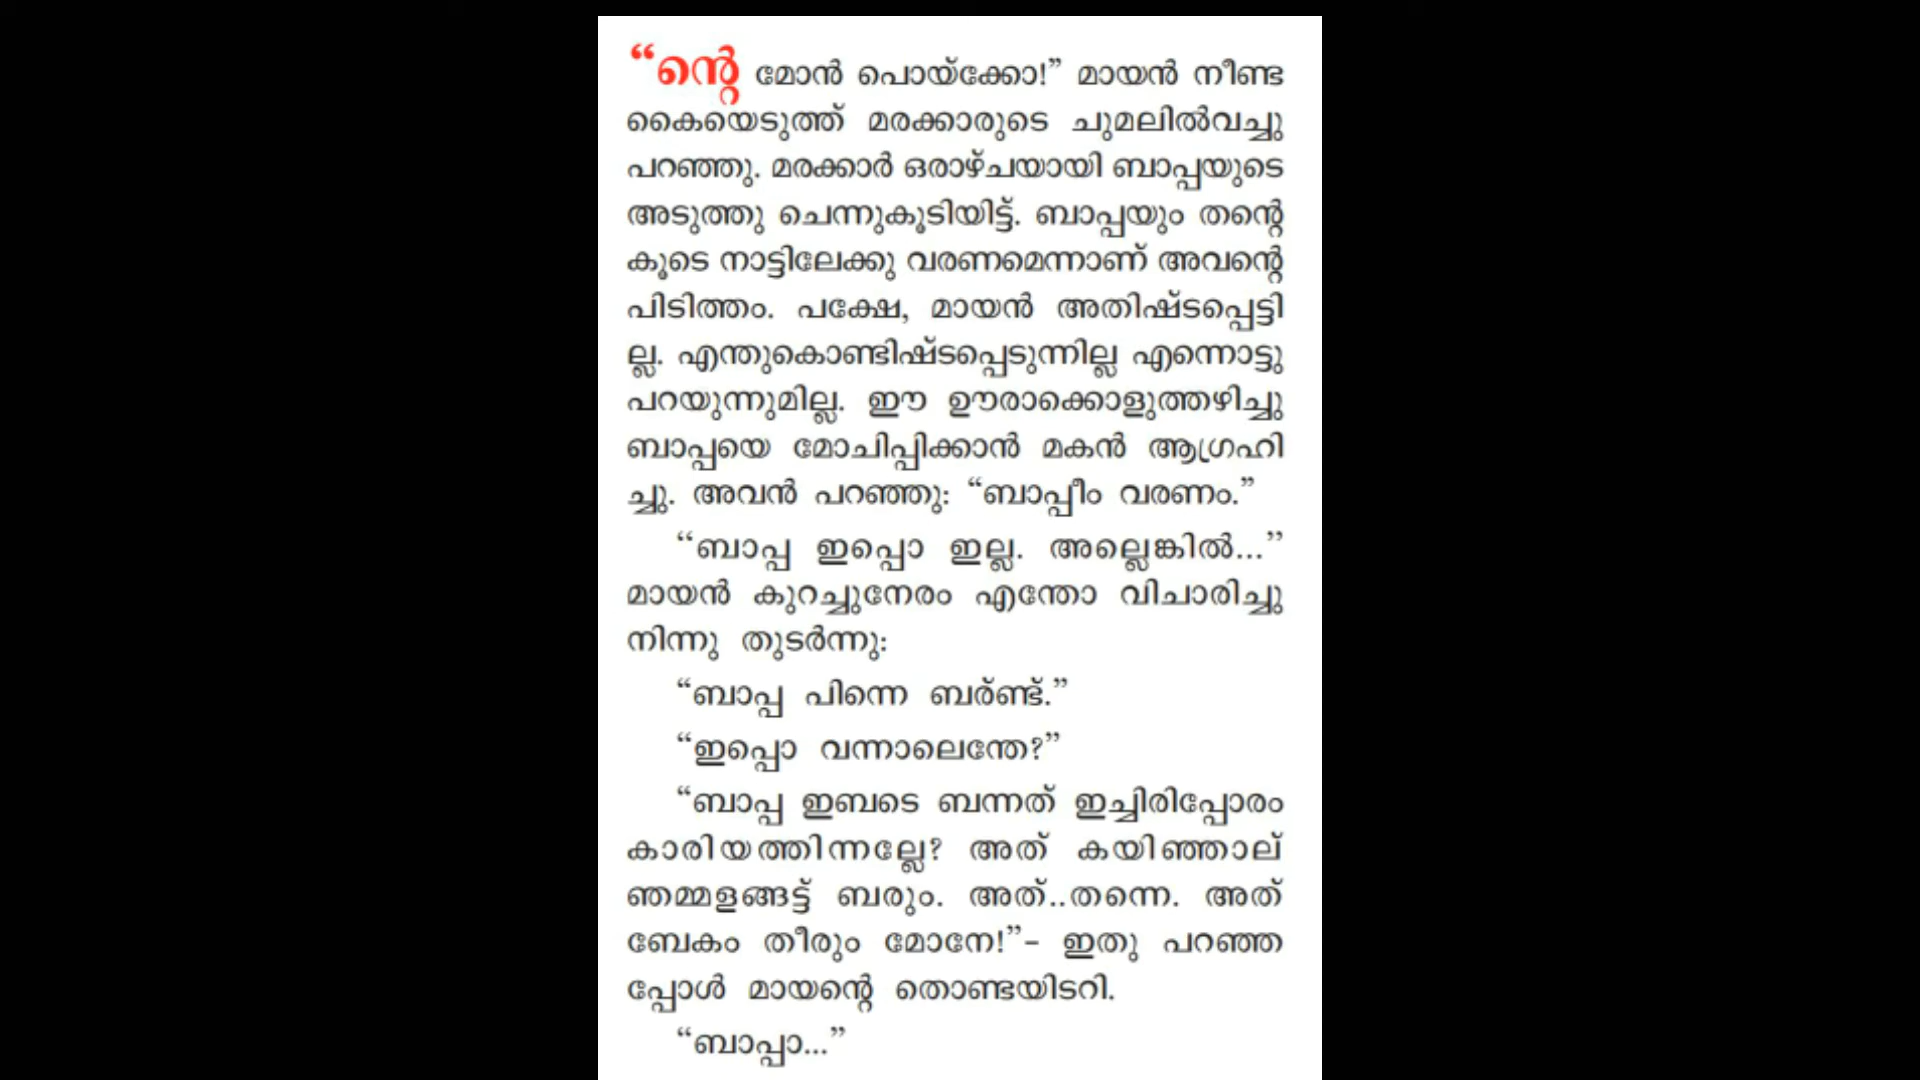 “ന്റെ മോൻ പൊയ്ക്കോ!” മായൻ നീണ്ട
കൈയെടുത്ത് മരക്കാരുടെ ചുമലിൽവച്ചു
പറഞ്ഞു. മരക്കാർ ഒരാഴ്ചയായി ബാപ്പയുടെ
അടുത്തു ചെന്നുകൂടിയിട്ട്. ബാപ്പയും തന്റെ
കൂടെ നാട്ടിലേക്കു വരണമെന്നാണ് അവന്റെ
പിടിത്തം. പക്ഷേ, മായൻ അതിഷ്ടപ്പെട്ടി
ല്ല. എന്തുകൊണ്ടിഷ്ടപ്പെടുന്നില്ല എന്നൊട്ടു
പറയുന്നുമില്ല. ഈ ഊരാക്കൊളുത്തഴിച്ചു
ബാപ്പയെ മോചിപ്പിക്കാൻ മകൻ ആഗ്രഹി
ച്ചു. അവൻ പറഞ്ഞു: “ബാപ്പീം വരണം.”
“ബാപ്പ ഇപ്പൊ ഇല്ല. അല്ലെങ്കിൽ...”
മായൻ കുറച്ചുനേരം എന്തോ വിചാരിച്ചു
നിന്നു തുടർന്നു:
“ബാപ്പ പിന്നെ ബര്ണ്ട്.”
“ഇപ്പൊ വന്നാലെന്തേ?”
“ബാപ്പ ഇബടെ ബന്നത് ഇച്ചിരിപ്പോരം
കാരിയത്തിന്നല്ലേ? അത് കയിഞ്ഞാല്
ഞമ്മളങ്ങട്ട് ബരും. അത്..തന്നെ. അത്
ബേകം തീരും മോനേ!”– ഇതു പറഞ്ഞ
പ്പോൾ മായന്റെ തൊണ്ടയിടറി.
“ബാപ്പാ...”